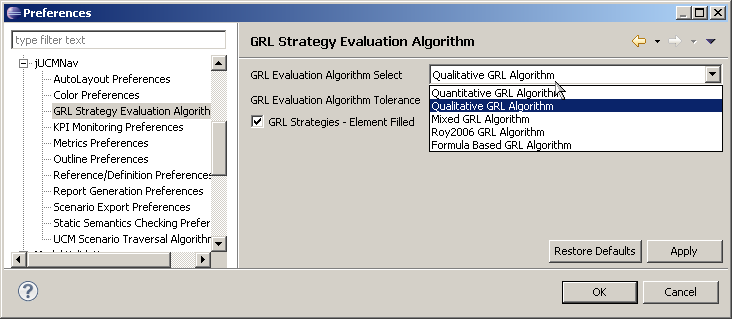 Preferences
type filter text
jUCMNav
AutoLayout Preferences
Color Preferences
GRL Strategy Evaluation Algorith
KPI Monitoring Preferences
Metrics Preferences
Outline Preferences
Reference/Definition Preferences
Report Generation Preferences
Scenario Export Preferences
Static Semantics Checking Prefer
UCM Scenario Traversal Algorithm
GRL Strategy Evaluation Algorithm
GRL Evaluation Algorithm Select
Qualitative GRL Algorithm
GRL Evaluation Algorithm Tolerance
GRL Strategies - Element Filled
Quantitative GRL Algorithm
Qualitative GRL Algorithm
Mixed GRL Algorithm
Roy2006 GRL Algorithm
Formula Based GRL Algorithm
Restore Defaults
Apply
?
OK
Cancel